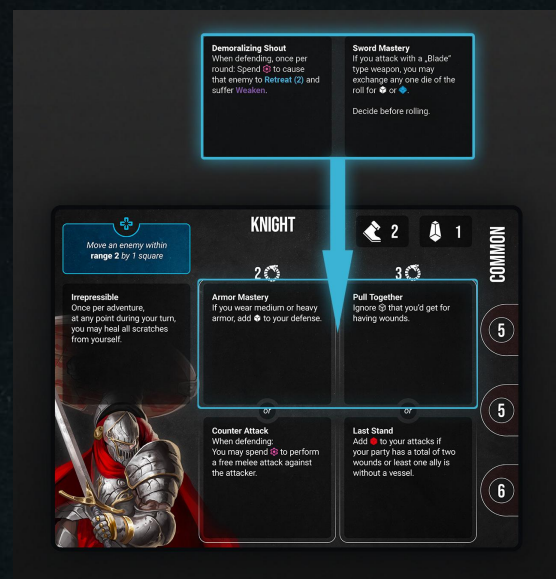 Demoralizing Shout
When defending, once per
round: Spend to cause
that enemy to Retreat (2) and
suffer Weaken.
Sword Mastery
If you attack with a „Blade"
type weapon, you may
exchange any one die of the
roll for or .
Decide before rolling.
KNIGHT
2
1
COMMON
Move an enemy within
range 2 by 1 square
2
3
Irrepressible
Once per adventure,
at any point during your turn,
you may heal all scratches
from yourself.
Armor Mastery
If you wear medium or heavy
armor, add to your defense.
Pull Together
Ignore that you'd get for
having wounds.
5
or
or
5
Counter Attack
When defending:
You may spend to perform
a free melee attack against
the attacker.
Last Stand
Add to your attacks if
your party has a total of two
wounds or least one ally is
without a vessel.
6